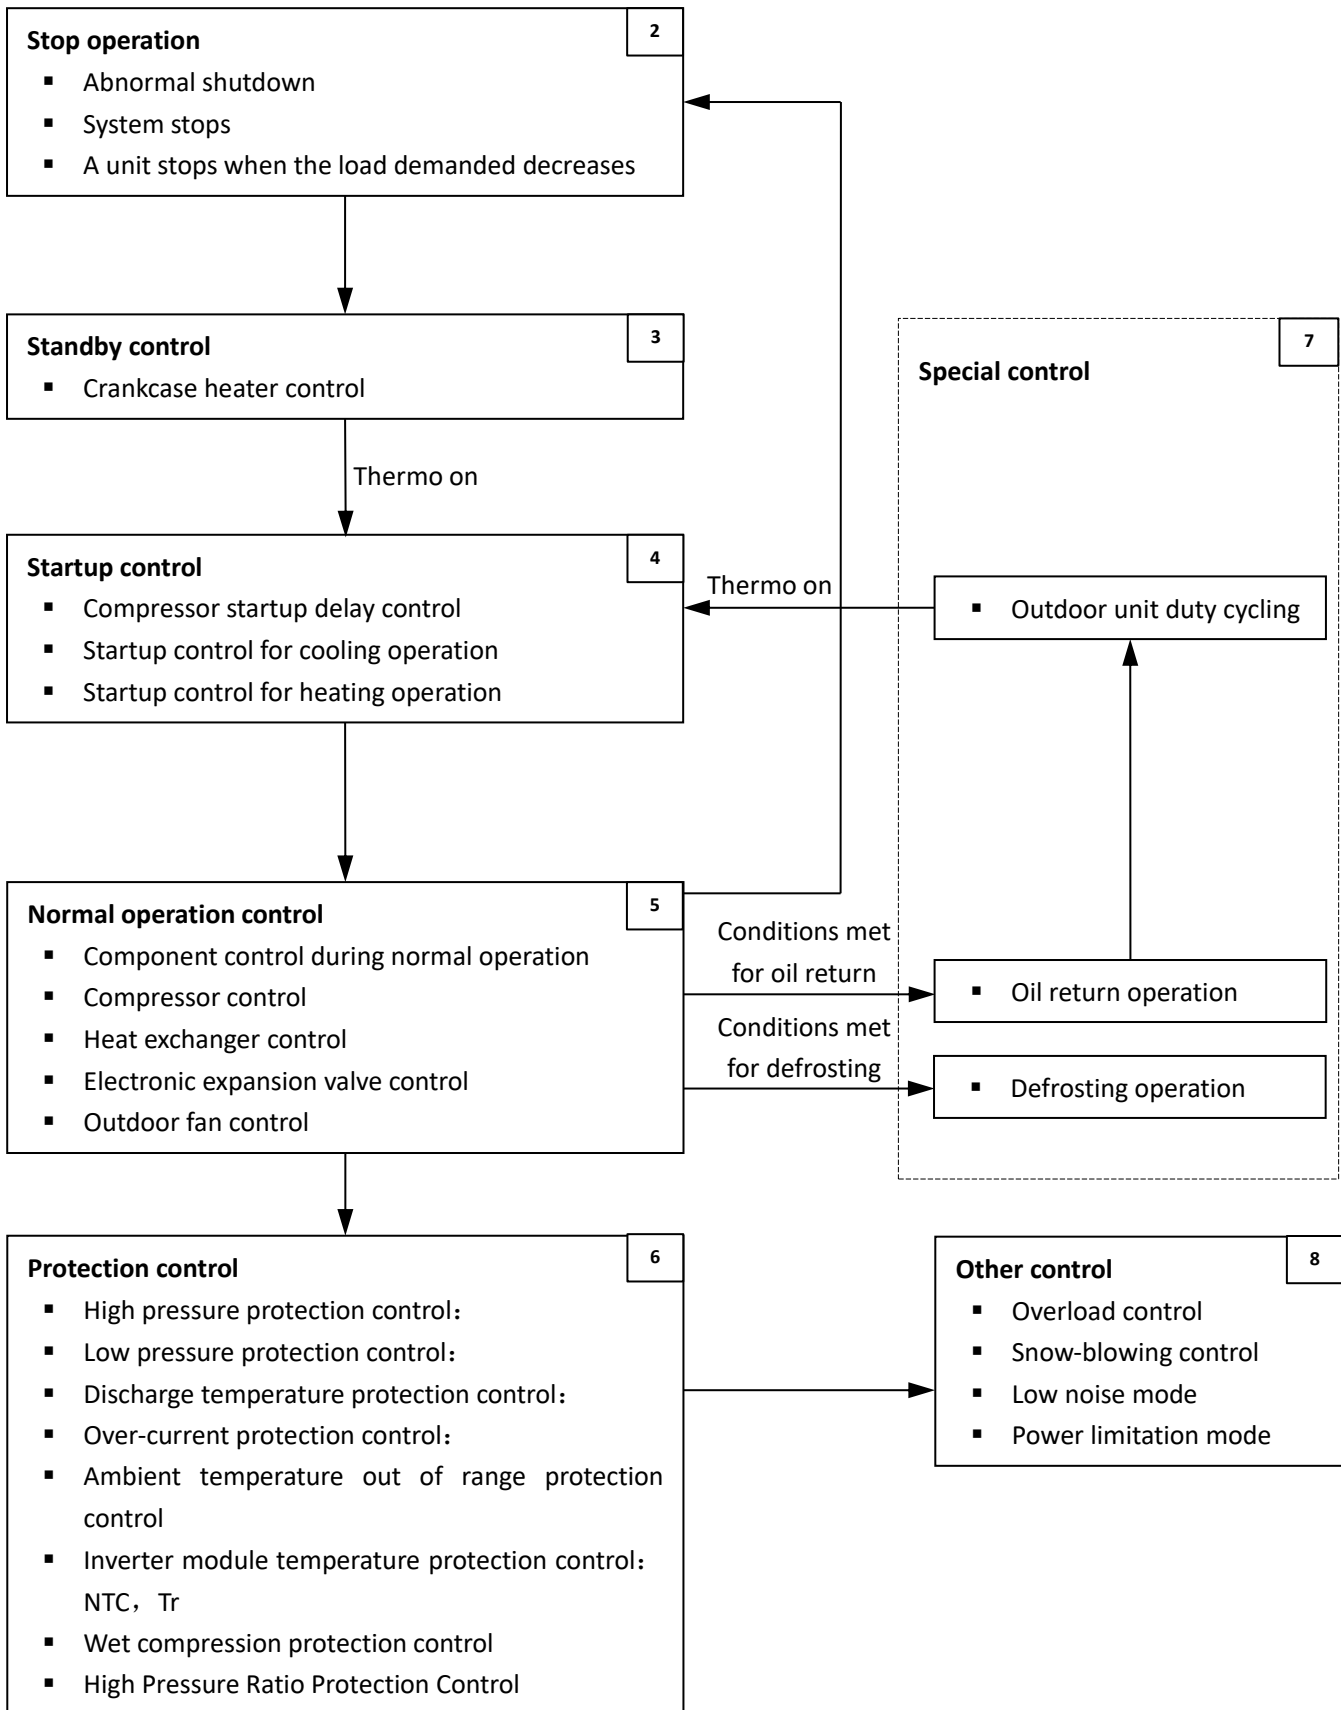 2
Stop operation
▪ Abnormal shutdown
▪ System stops
▪ A unit stops when the load demanded decreases
3
Standby control
▪ Crankcase heater control
Thermo on
4
Startup control
▪ Compressor startup delay control
▪ Startup control for cooling operation
▪ Startup control for heating operation
Thermo on
7
Special control
▪ Outdoor unit duty cycling
5
Normal operation control
▪ Component control during normal operation
▪ Compressor control
▪ Heat exchanger control
▪ Electronic expansion valve control
▪ Outdoor fan control
Conditions met
for oil return
▪ Oil return operation
Conditions met
for defrosting
▪ Defrosting operation
6
Protection control
▪ High pressure protection control：
▪ Low pressure protection control：
▪ Discharge temperature protection control：
▪ Over-current protection control：
▪ Ambient temperature out of range protection
control
▪ Inverter module temperature protection control：
NTC，Tr
▪ Wet compression protection control
▪ High Pressure Ratio Protection Control
8
Other control
▪ Overload control
▪ Snow-blowing control
▪ Low noise mode
▪ Power limitation mode